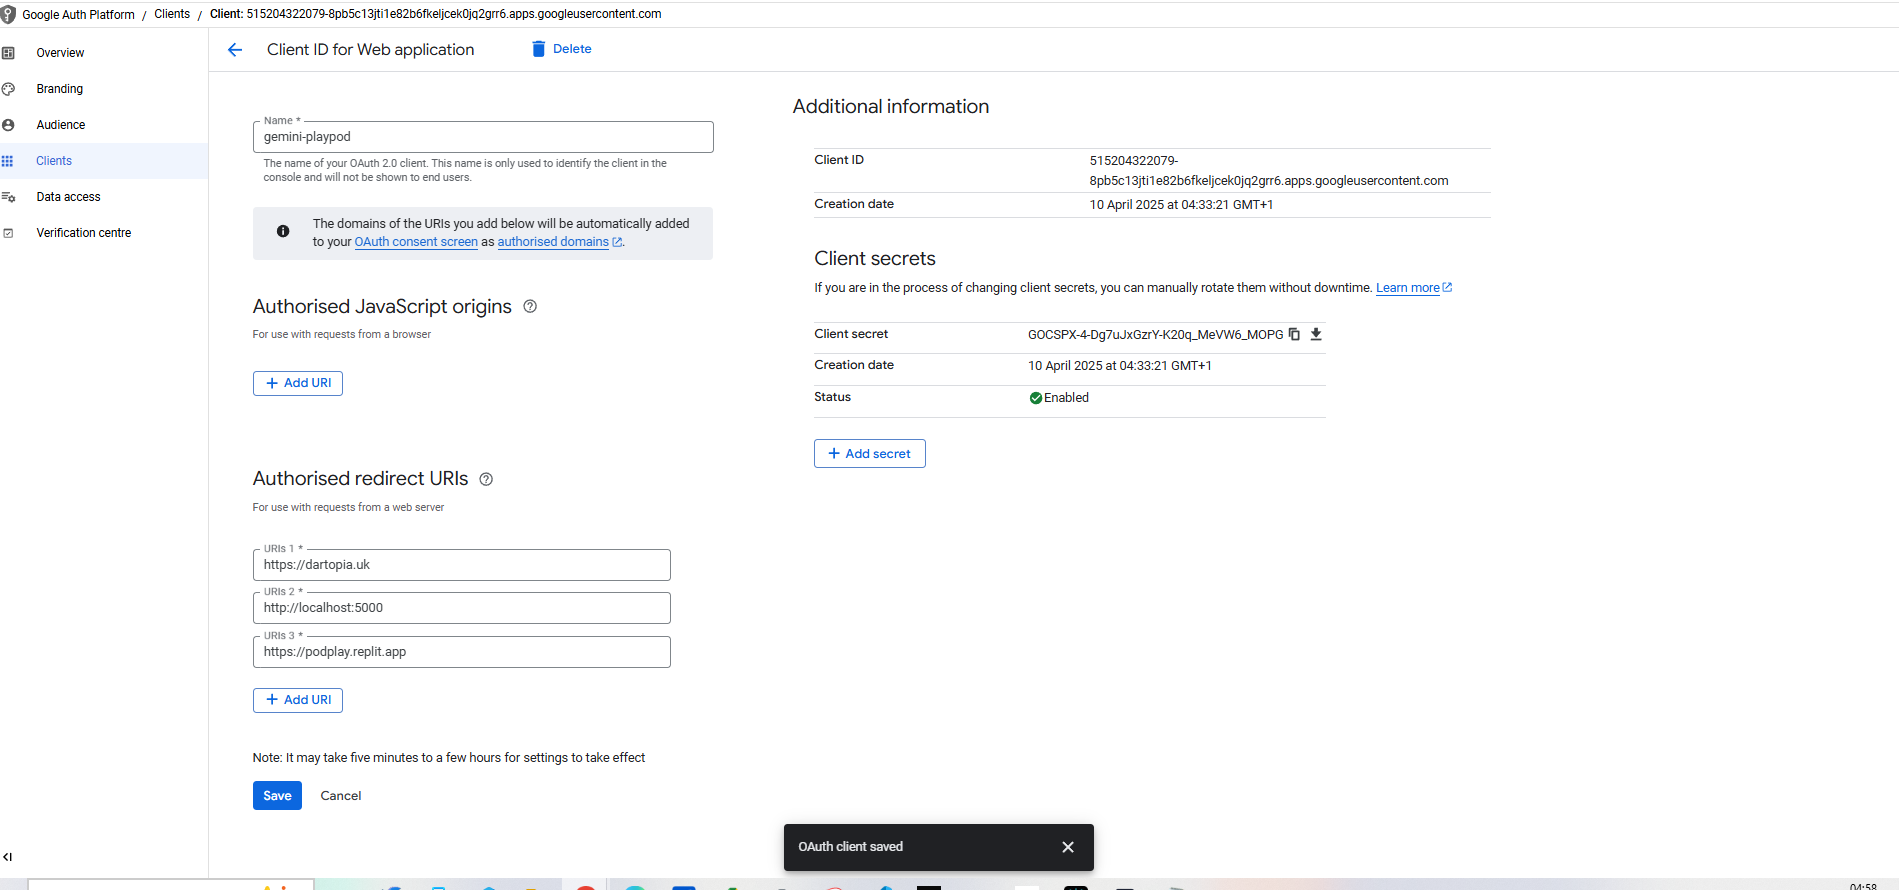 Google Auth Platform / Clients / Client: 515204322079-8pb5c13jti1e82b6fkeljcek0jq2grr6.apps.googleusercontent.com
Overview
Branding
Audience
Clients
Data access
Verification centre
Client ID for Web application
Delete
Name *
gemini-playpod
The name of your OAuth 2.0 client. This name is only used to identify the client in the
console and will not be shown to end users.
The domains of the URIs you add below will be automatically added
to your OAuth consent screen as authorised domains.
Authorised JavaScript origins
For use with requests from a browser
+ Add URI
Authorised redirect URIs
For use with requests from a web server
URIs 1 *
https://dartopia.uk
URIs 2 *
http://localhost:5000
URIs 3 *
https://podplay.replit.app
+ Add URI
Note: It may take five minutes to a few hours for settings to take effect
Save
Cancel
Additional information
Client ID
515204322079-
8pb5c13jti1e82b6fkeljcek0jq2grr6.apps.googleusercontent.com
Creation date
10 April 2025 at 04:33:21 GMT+1
Client secrets
If you are in the process of changing client secrets, you can manually rotate them without downtime. Learn more
Client secret
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
Creation date
10 April 2025 at 04:33:21 GMT+1
Status
Enabled
+ Add secret
OAuth client saved
04:58